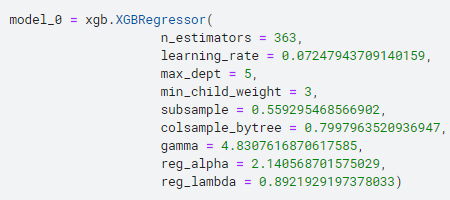 model_0 = xgb.XGBRegressor(
n_estimators = 363,
learning_rate = 0.07247943709140159,
max_dept = 5,
min_child_weight = 3,
subsample = 0.559295468566902,
colsample_bytree = 0.7997963520936947,
gamma = 4.8307616870617585,
reg_alpha = 2.140568701575029,
reg_lambda = 0.8921929197378033)